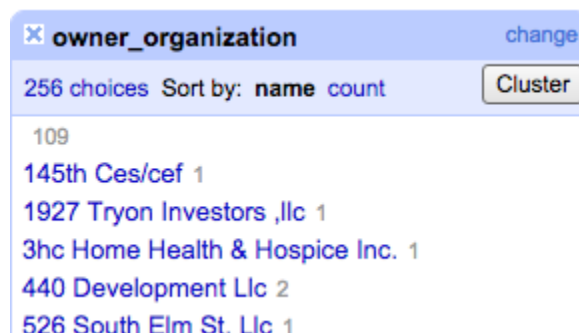 owner_organization change
256 choices Sort by: name count Cluster
109
145th Ces/cef 1
1927 Tryon Investors ,llc 1
3hc Home Health & Hospice Inc. 1
440 Development Llc 2
526 South Elm St. Llc 1